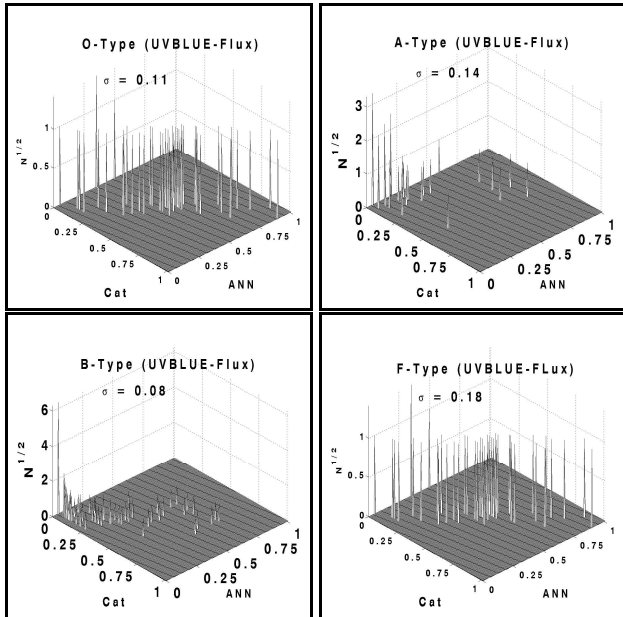 O-Type (UVBLUE-Flux)
σ = 0.11
N 1/2
1
0.5
0
0
0.25
0.5
0.75
1
0
0.25
0.5
0.75
1
Cat
ANN
A-Type (UVBLUE-Flux)
σ = 0.14
N 1/2
3
2
1
0
0
0.25
0.5
0.75
1
0
0.25
0.5
0.75
1
Cat
ANN
B-Type (UVBLUE-Flux)
σ = 0.08
N 1/2
6
4
2
0
0
0.25
0.5
0.75
1
0
0.25
0.5
0.75
1
Cat
ANN
F-Type (UVBLUE-FLux)
σ = 0.18
N 1/2
1
0.5
0
0
0.25
0.5
0.75
1
0
0.25
0.5
0.75
1
Cat
ANN